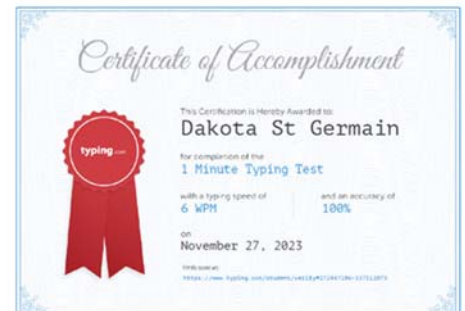 Certificate of Accomplishment
This Certification is Hereby Awarded to:
Dakota St Germain
typing.com
for completion of the
1 Minute Typing Test
with a typing speed of and an accuracy of
6 WPM 100%
on
November 27, 2023